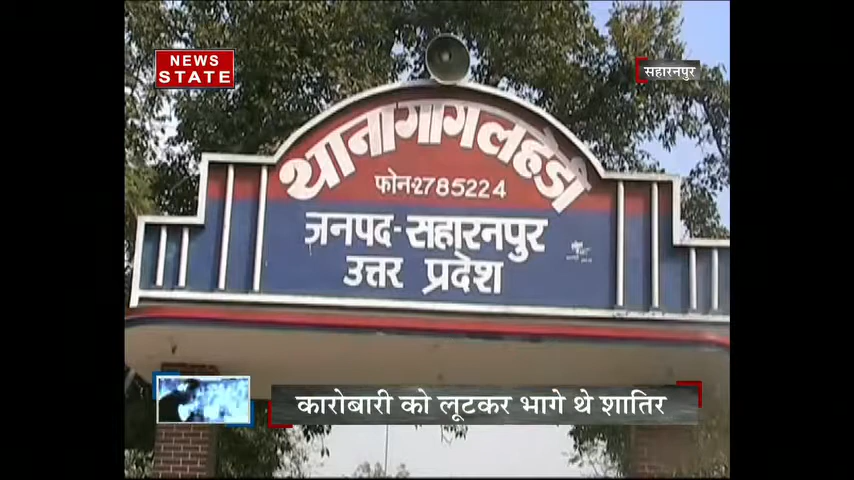 NEWS
STATE
सहारनपुर
थाना गागलहेडी
फोन-2785224
जनपद-सहारनपुर
उत्तर प्रदेश
कारोबारी को लूटकर भागे थे शातिर